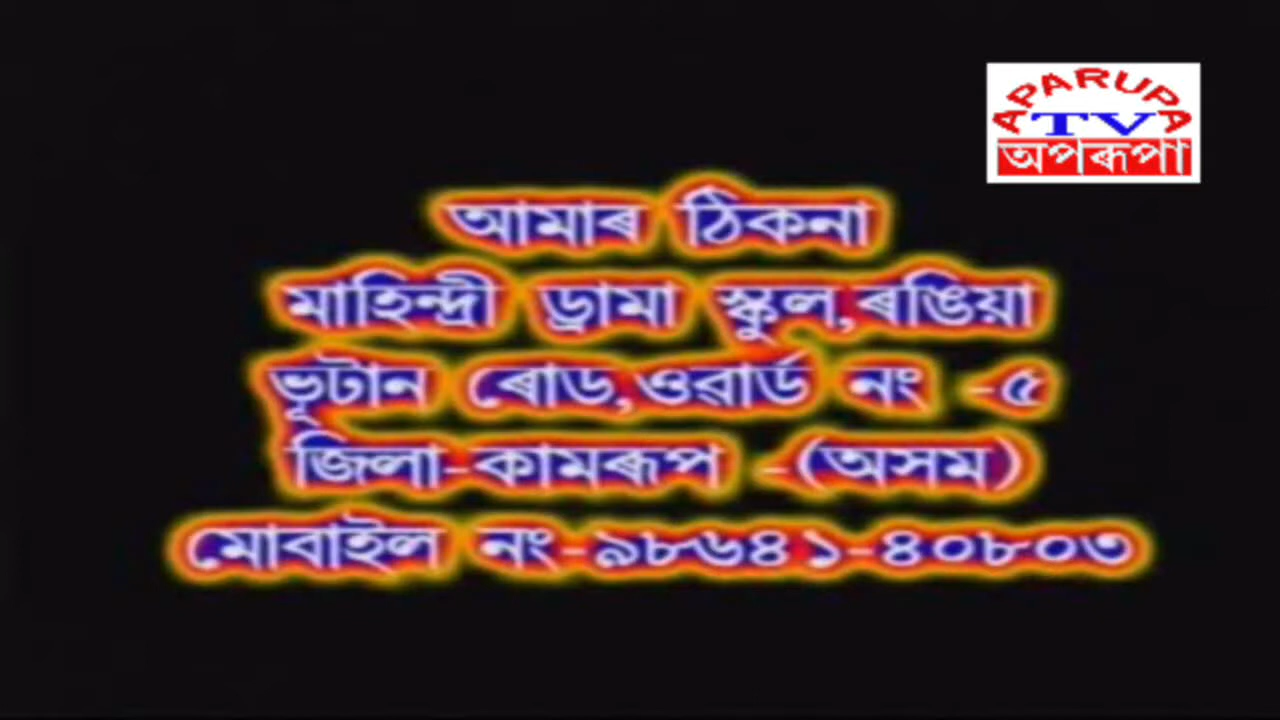 APARUPA
TV
অপৰূপা
আমাৰ ঠিকনা
মাহিন্দ্ৰী ড্ৰামা স্কুল,ৰঙিয়া
ভূটান ৰোড,ওৱাৰ্ড নং -৫
জিলা-কামৰূপ -(অসম)
মোবাইল নং-৯৮৬৪১-৪০৮০৩